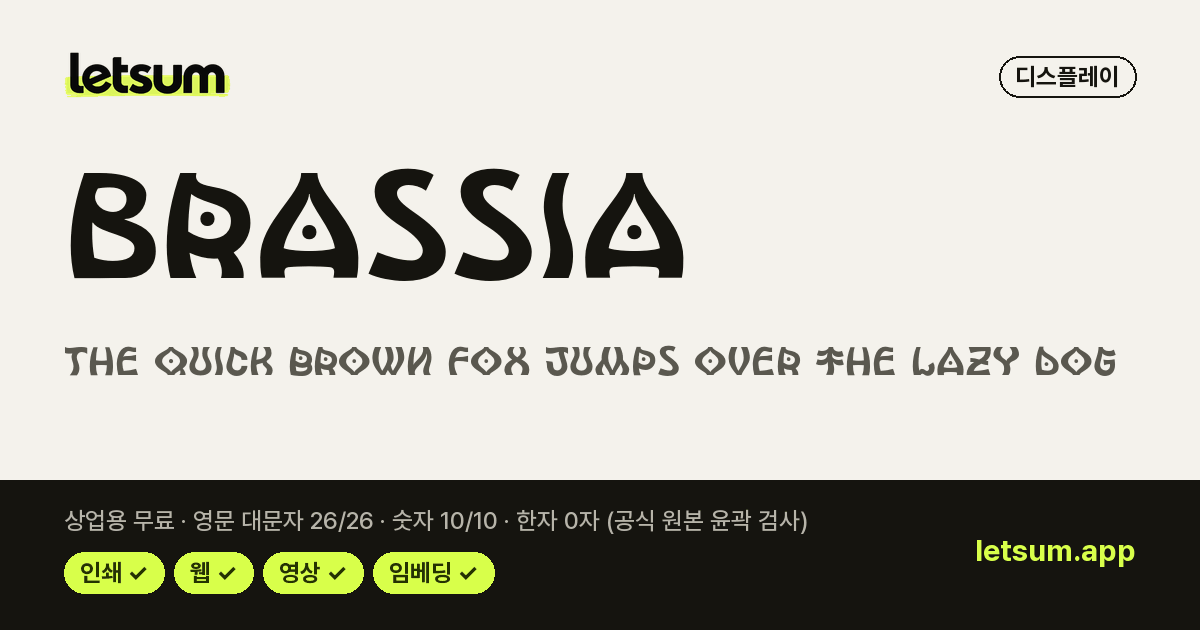 letsum
디스플레이
BRASSIA
THE QUICK BROWN FOX JUMPS OVER THE LAZY DOG
상업용 무료 · 영문 대문자 26/26 · 숫자 10/10 · 한자 0자 (공식 원본 윤곽 검사)
인쇄 ✓ 웹 ✓ 영상 ✓ 임베딩 ✓
letsum.app